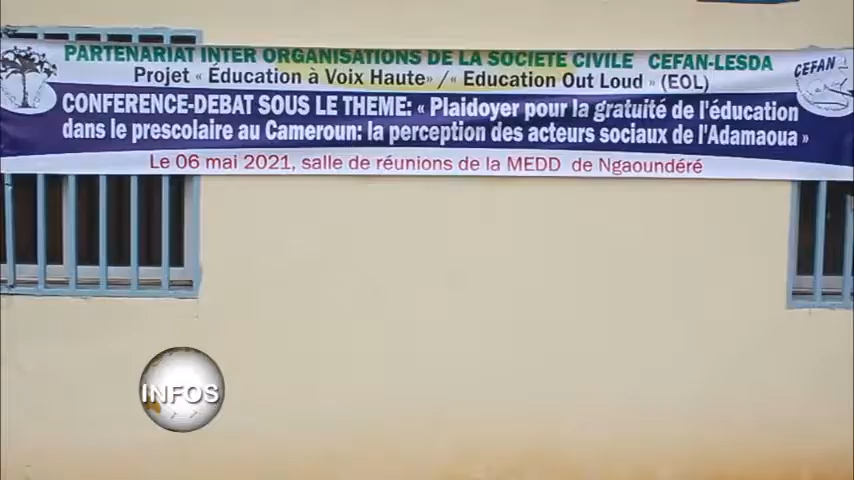 PARTENARIAT INTER ORGANISATIONS DE LA SOCIETE CIVILE CEFAN-LESDA
PROJET « ÉDUCATION À VOIX HAUTE »/ « EDUCATION OUT LOUD » (EOL)
CEFAN
CONFERENCE-DEBAT SOUS LE THEME: « Plaidoyer pour la gratuité de l'éducation
dans le prescolaire au Cameroun: la perception des acteurs sociaux de l'Adamaoua »
Le 06 mai 2021, salle de réunions de la MEDD de Ngaoundéré
INFOS